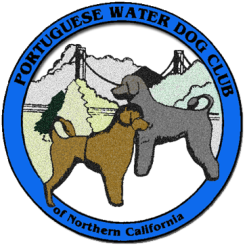 PORTUGUESE WATER DOG CLUB
of Northern California